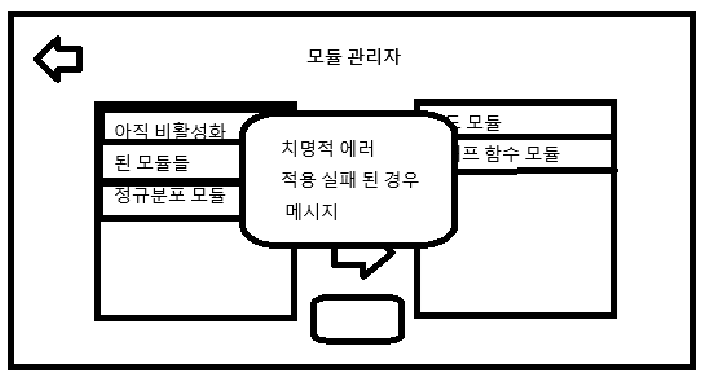 모듈 관리자
아직 비활성화
된 모듈들
정규분포 모듈
치명적 에러
적용 실패 된 경우
메시지
모듈
함수 모듈